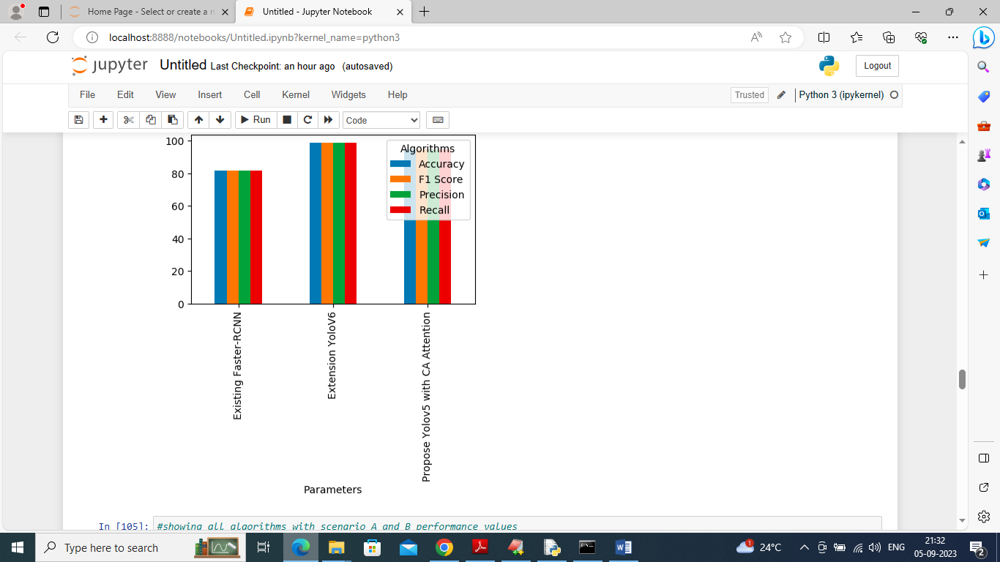 Home Page - Select or create a n
Untitled - Jupyter Notebook
localhost:8888/notebooks/Untitled.ipynb?kernel_name=python3
jupyter Untitled Last Checkpoint: an hour ago (autosaved)
Logout
File Edit View Insert Cell Kernel Widgets Help
Trusted Python 3 (ipykernel)
Run Code
100
80
60
40
20
0
Algorithms
Accuracy
F1 Score
Precision
Recall
Existing Faster-RCNN
Extension YoloV6
Propose Yolov5 with CA Attention
Parameters
In [105]: #showing all algorithms with scenario A and B performance values
Type here to search
1
24°C
ENG
21:32
05-09-2023
2